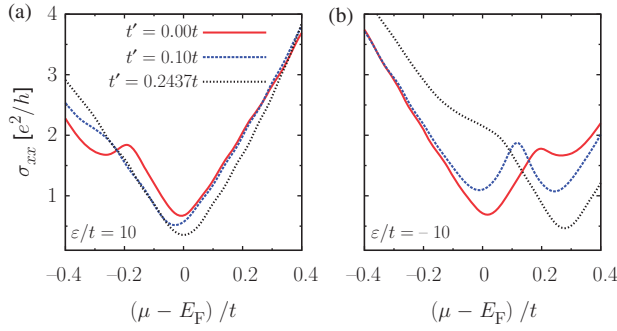 (a)
t′ = 0.00t
t′ = 0.10t
t′ = 0.2437t
ε/t = 10
σxx [e²/h]
4
3
2
1
−0.4 −0.2 0 0.2 0.4
(μ − EF) /t
(b)
ε/t = − 10
−0.4 −0.2 0 0.2 0.4
(μ − EF) /t